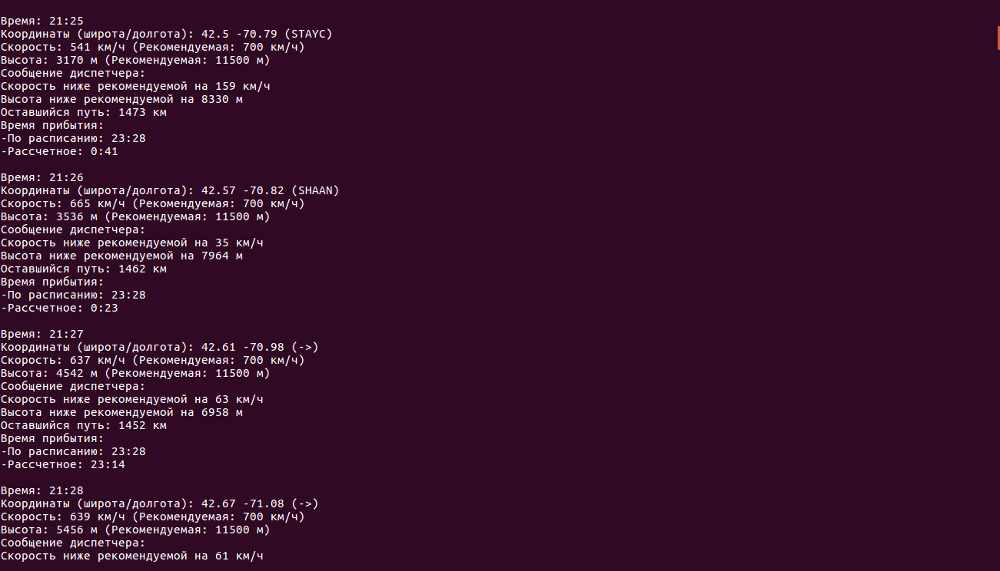 Время: 21:25
Координаты (широта/долгота): 42.5 -70.79 (STAYC)
Скорость: 541 км/ч (Рекомендуемая: 700 км/ч)
Высота: 3170 м (Рекомендуемая: 11500 м)
Сообщение диспетчера:
Скорость ниже рекомендуемой на 159 км/ч
Высота ниже рекомендуемой на 8330 м
Оставшийся путь: 1473 км
Время прибытия:
-По расписанию: 23:28
-Рассчетное: 0:41
Время: 21:26
Координаты (широта/долгота): 42.57 -70.82 (SHAAN)
Скорость: 665 км/ч (Рекомендуемая: 700 км/ч)
Высота: 3536 м (Рекомендуемая: 11500 м)
Сообщение диспетчера:
Скорость ниже рекомендуемой на 35 км/ч
Высота ниже рекомендуемой на 7964 м
Оставшийся путь: 1462 км
Время прибытия:
-По расписанию: 23:28
-Рассчетное: 0:23
Время: 21:27
Координаты (широта/долгота): 42.61 -70.98 (->)
Скорость: 637 км/ч (Рекомендуемая: 700 км/ч)
Высота: 4542 м (Рекомендуемая: 11500 м)
Сообщение диспетчера:
Скорость ниже рекомендуемой на 63 км/ч
Высота ниже рекомендуемой на 6958 м
Оставшийся путь: 1452 км
Время прибытия:
-По расписанию: 23:28
-Рассчетное: 23:14
Время: 21:28
Координаты (широта/долгота): 42.67 -71.08 (->)
Скорость: 639 км/ч (Рекомендуемая: 700 км/ч)
Высота: 5456 м (Рекомендуемая: 11500 м)
Сообщение диспетчера:
Скорость ниже рекомендуемой на 61 км/ч